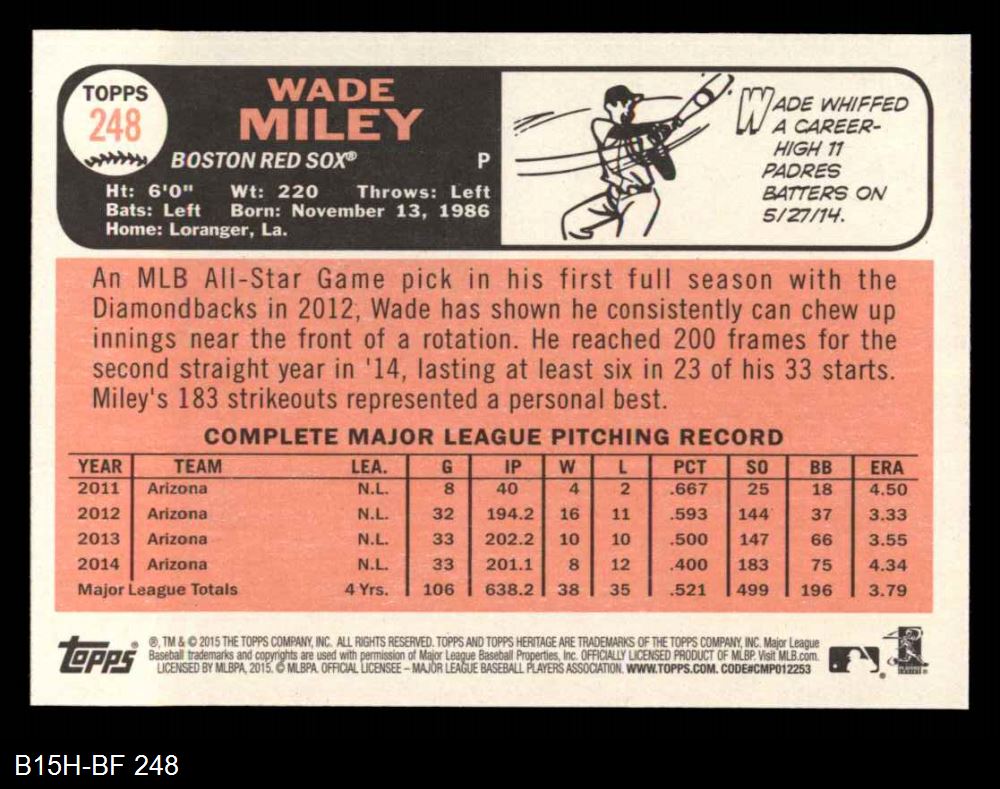 TOPPS
248
WADE
MILEY
BOSTON RED SOX® P
Ht: 6'0" Wt: 220 Throws: Left
Bats: Left Born: November 13, 1986
Home: Loranger, La.
WADE WHIFFED
A CAREER-
HIGH 11
PADRES
BATTERS ON
5/27/14.
An MLB All-Star Game pick in his first full season with the
Diamondbacks in 2012, Wade has shown he consistently can chew up
innings near the front of a rotation. He reached 200 frames for the
second straight year in '14, lasting at least six in 23 of his 33 starts.
Miley's 183 strikeouts represented a personal best.
COMPLETE MAJOR LEAGUE PITCHING RECORD
YEAR TEAM LEA. G IP W L PCT SO BB ERA
2011 Arizona N.L. 8 40 4 2 .667 25 18 4.50
2012 Arizona N.L. 32 194.2 16 11 .593 144 37 3.33
2013 Arizona N.L. 33 202.2 10 10 .500 147 66 3.55
2014 Arizona N.L. 33 201.1 8 12 .400 183 75 4.34
Major League Totals 4 Yrs. 106 638.2 38 35 .521 499 196 3.79
topps®
®, TM & © 2015 THE TOPPS COMPANY, INC. ALL RIGHTS RESERVED. TOPPS AND TOPPS HERITAGE ARE TRADEMARKS OF THE TOPPS COMPANY, INC. Major League
Baseball trademarks and copyrights are used with permission of Major League Baseball Properties, Inc. OFFICIALLY LICENSED PRODUCT OF MLBP. Visit MLB.com.
LICENSED BY MLBPA, 2015. © MLBPA. OFFICIAL LICENSEE – MAJOR LEAGUE BASEBALL PLAYERS ASSOCIATION. WWW.TOPPS.COM. CODE#CMP012253
B15H-BF 248